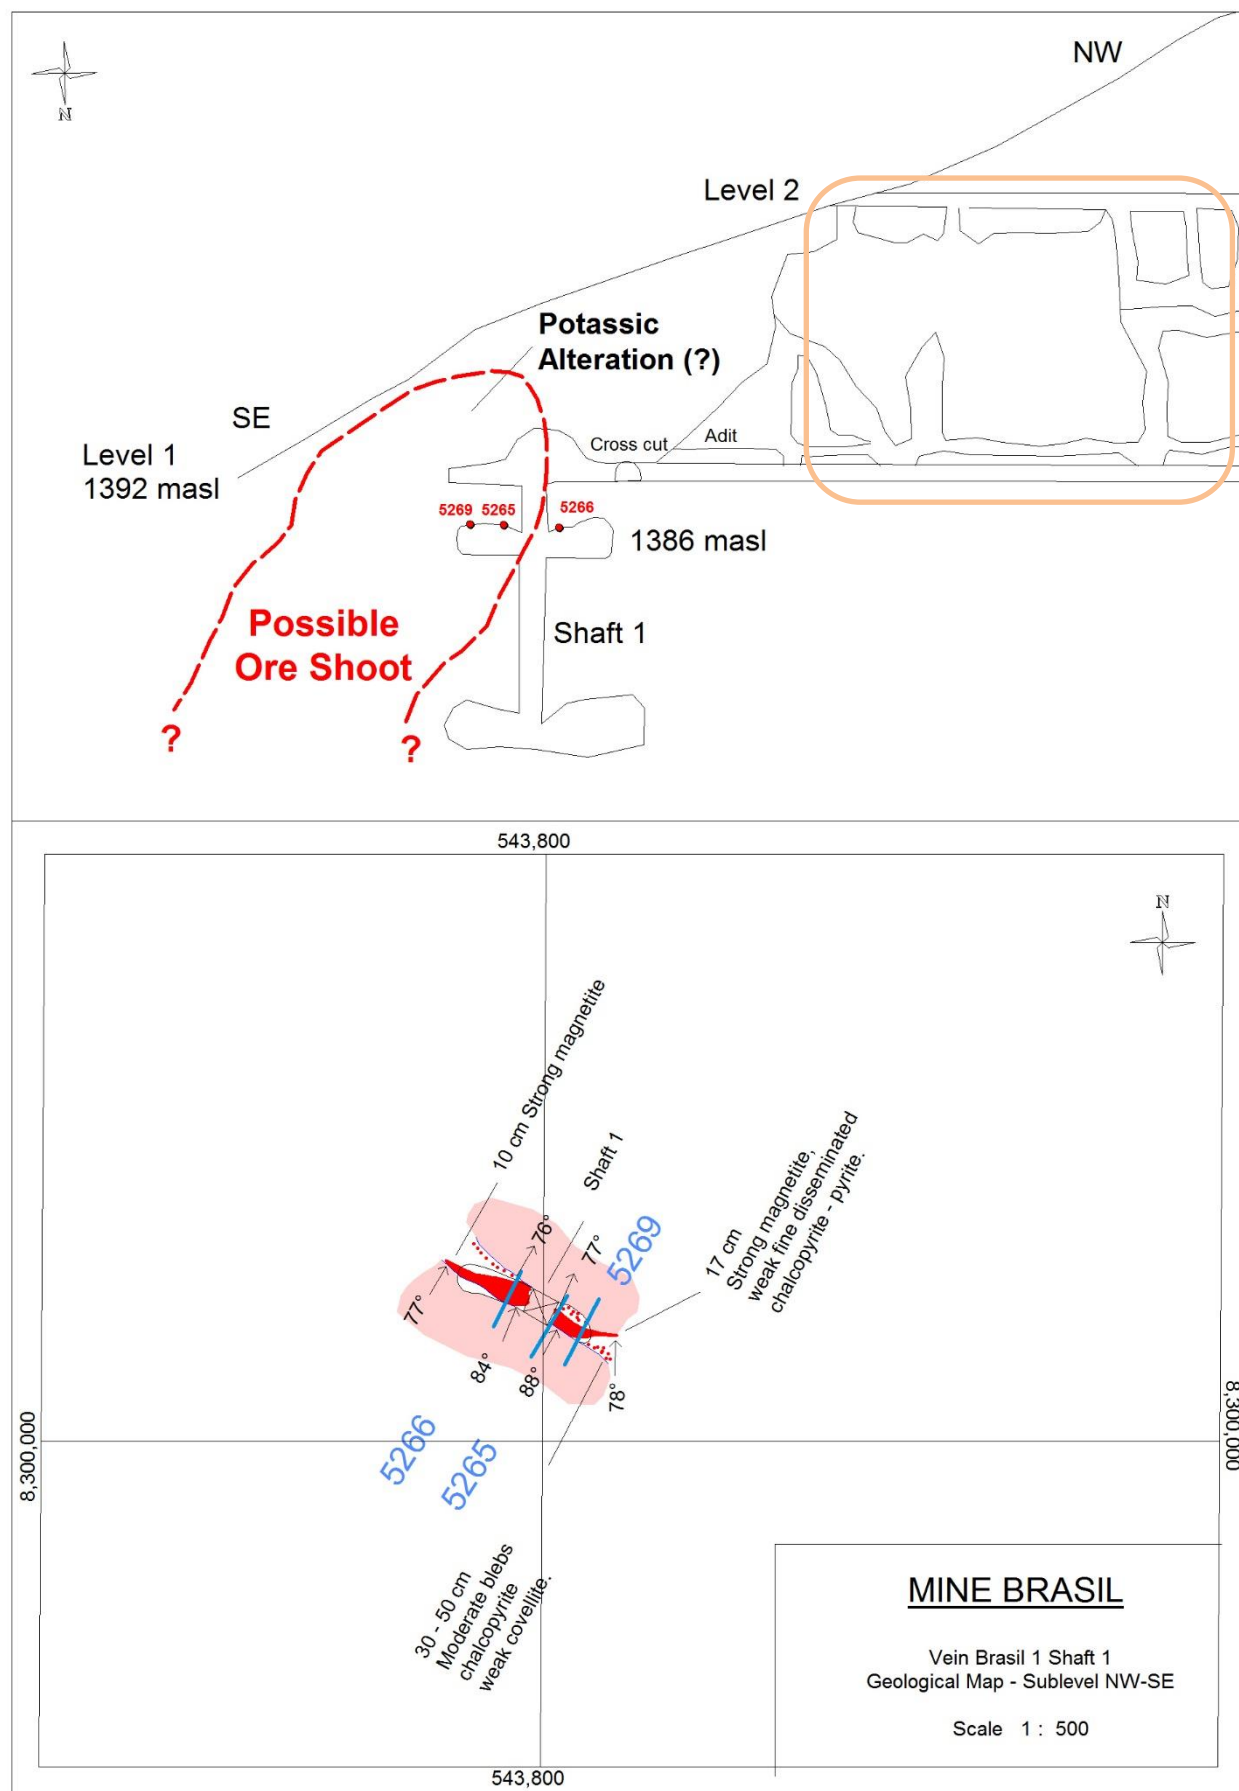 N
NW
Level 2
Potassic
Alteration (?)
SE
Level 1
1392 masl
Cross cut
Adit
5269
5265
5266
1386 masl
Possible
Ore Shoot
Shaft 1
?
?
543,800
N
10 cm Strong magnetite
Shaft 1
76°
77°
5269
17 cm
Strong magnetite,
weak fine disseminated
chalcopyrite - pyrite.
77°
84°
88°
78°
8,300,000
8,300,000
5266
5265
30 - 50 cm
Moderate blebs
chalcopyrite
weak covellite.
MINE BRASIL
Vein Brasil 1 Shaft 1
Geological Map - Sublevel NW-SE
Scale 1 : 500
543,800